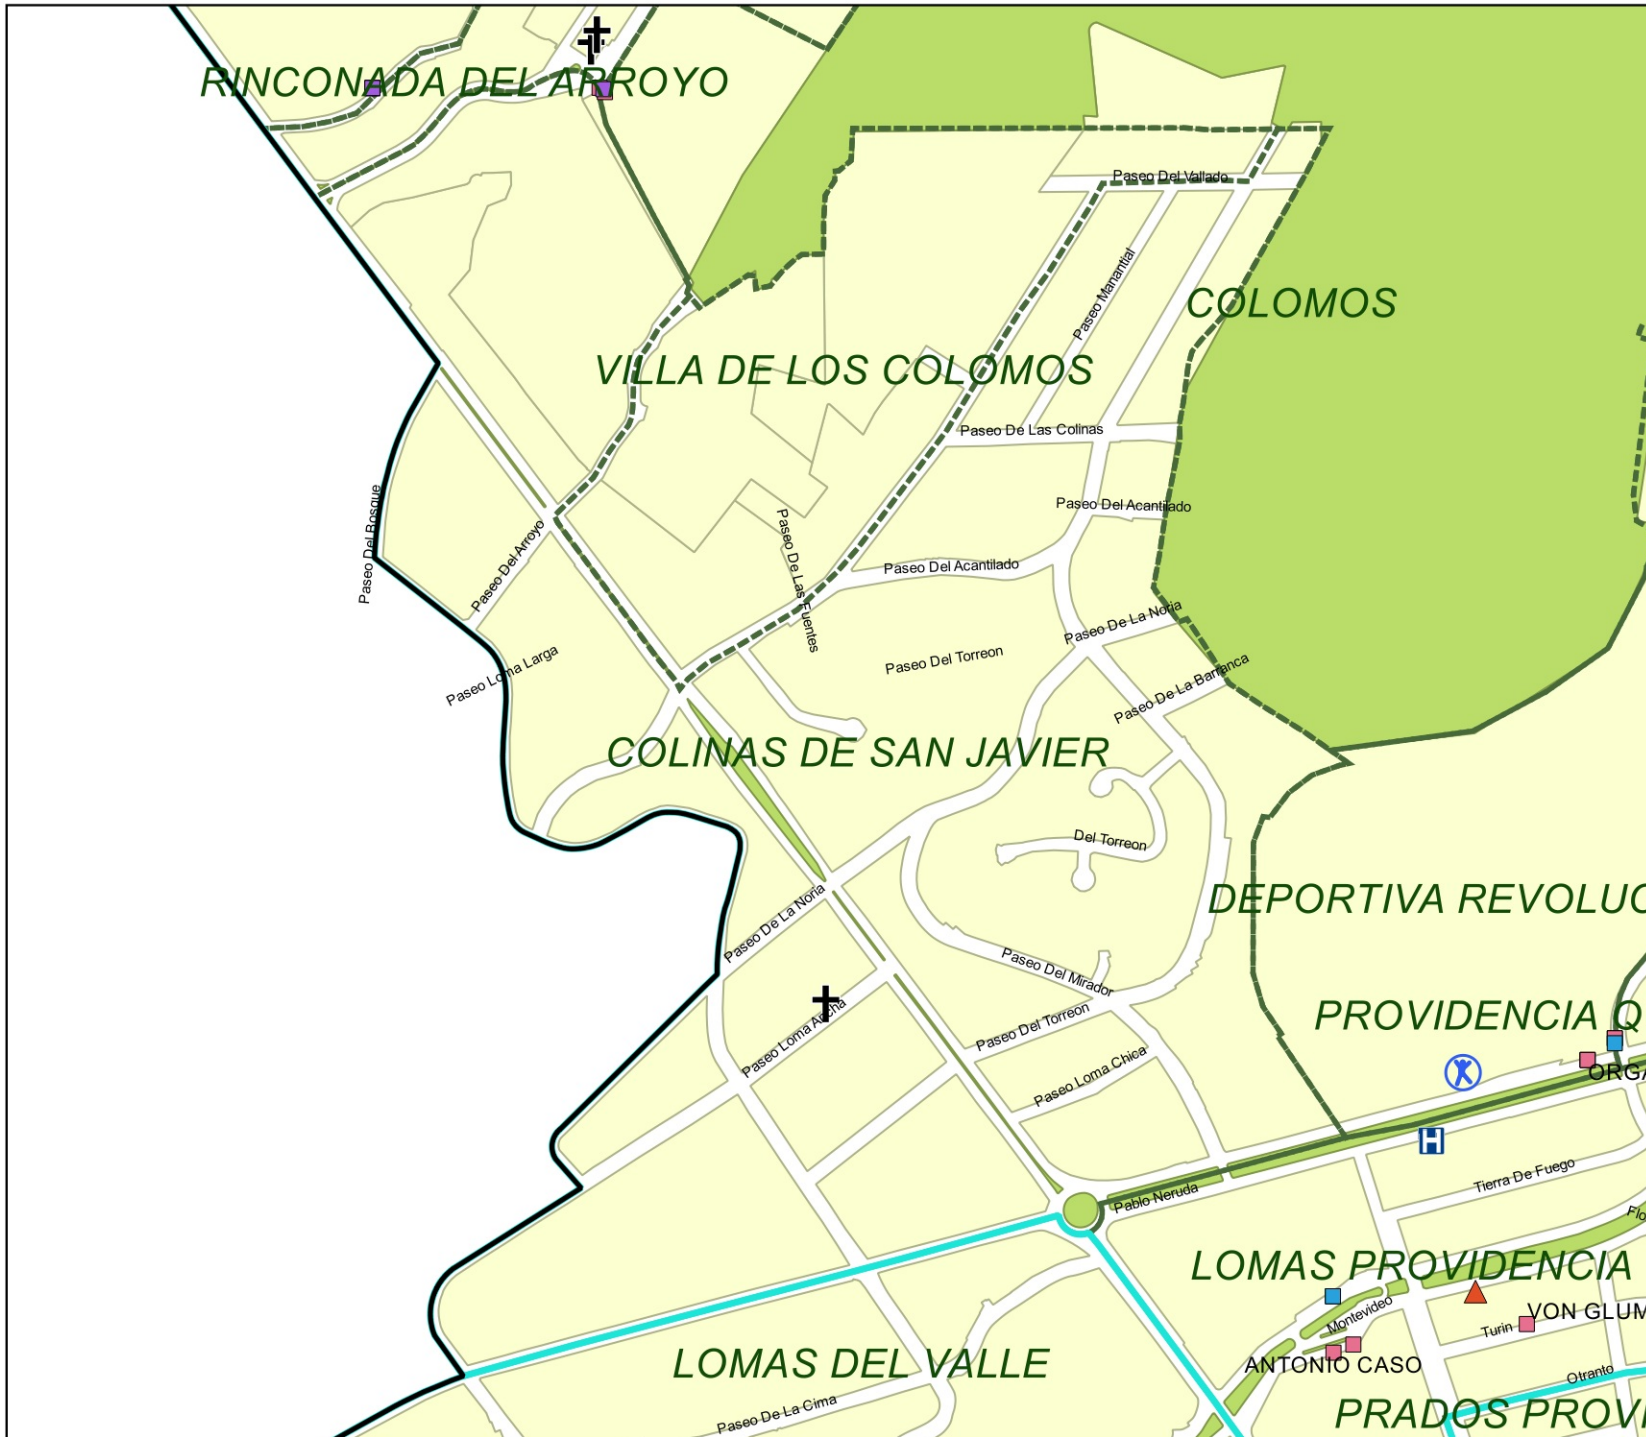 RINCONADA DEL ARROYO
Paseo Del Vallado
Paseo Manantial
COLOMOS
VILLA DE LOS COLOMOS
Paseo De Las Colinas
Paseo Del Bosque
Paseo Del Arroyo
Paseo Del Acantilado
Paseo De Las Fuentes
Paseo Del Acantilado
Paseo De La Noria
Paseo Loma Larga
Paseo Del Torreon
Paseo De La Barranca
COLINAS DE SAN JAVIER
Del Torreon
DEPORTIVA REVOLUC
Paseo De La Noria
Paseo Del Mirador
Paseo Loma Ancha
Paseo Del Torreon
PROVIDENCIA Q
Paseo Loma Chica
ORGA
H
Tierra De Fuego
Pablo Neruda
Flo
LOMAS PROVIDENCIA
Montevideo
VON GLUM
Turin
LOMAS DEL VALLE
ANTONIO CASO
Otranto
Paseo De La Cima
PRADOS PROVI